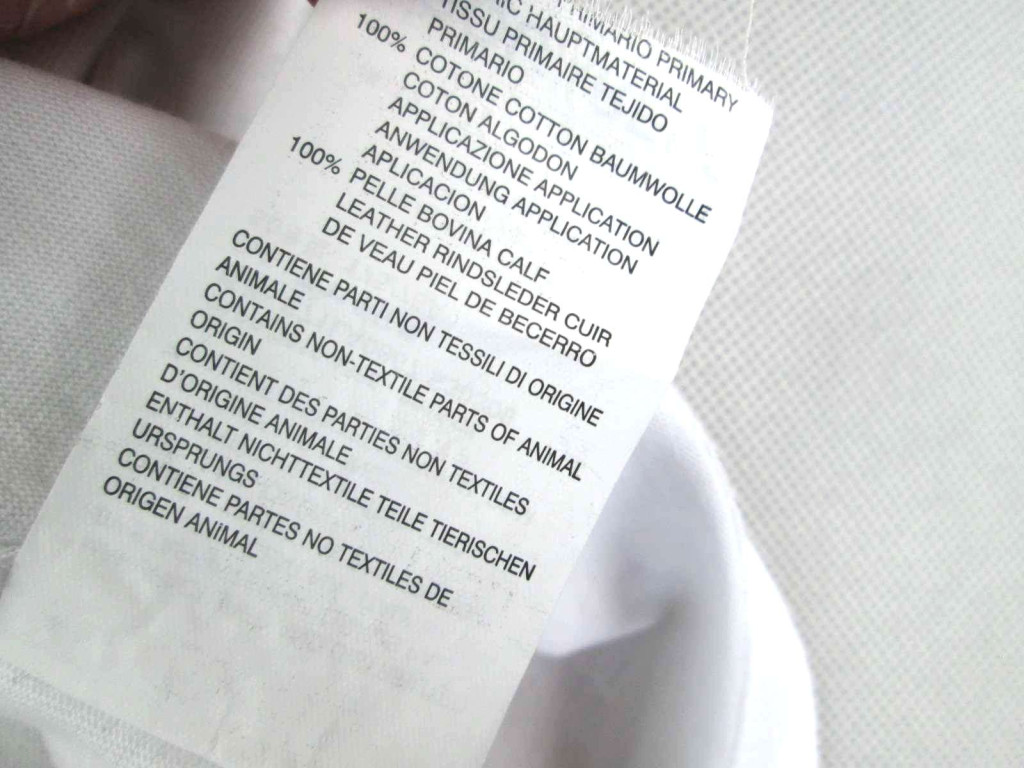 PRIMARIO PRIMARY
HAUPTMATERIAL
TISSU PRIMAIRE TEJIDO
PRIMARIO
100% COTONE COTTON BAUMWOLLE
COTON ALGODON
APPLICAZIONE APPLICATION
ANWENDUNG APPLICATION
APLICACION
100% PELLE BOVINA CALF
LEATHER RINDSLEDER CUIR
DE VEAU PIEL DE BECERRO
CONTIENE PARTI NON TESSILI DI ORIGINE
ANIMALE
CONTAINS NON-TEXTILE PARTS OF ANIMAL
ORIGIN
CONTIENT DES PARTIES NON TEXTILES
D'ORIGINE ANIMALE
ENTHALT NICHTTEXTILE TEILE TIERISCHEN
URSPRUNGS
CONTIENE PARTES NO TEXTILES DE
ORIGEN ANIMAL